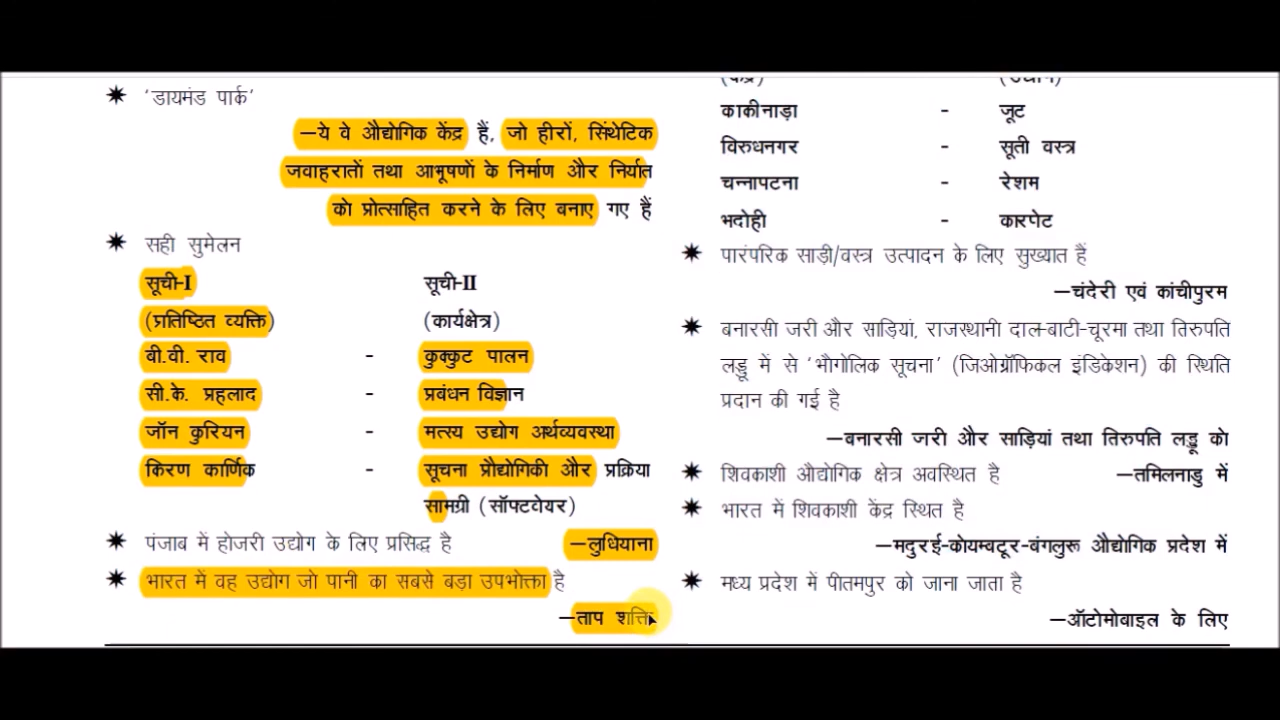 ✷ 'डायमंड पार्क'
–ये वे औद्योगिक केंद्र हैं, जो हीरों, सिंथेटिक
जवाहरातों तथा आभूषणों के निर्माण और निर्यात
को प्रोत्साहित करने के लिए बनाए गए हैं
✷ सही सुमेलन
सूची-I सूची-II
(प्रतिष्ठित व्यक्ति) (कार्यक्षेत्र)
बी.वी. राव - कुक्कुट पालन
सी.के. प्रहलाद - प्रबंधन विज्ञान
जॉन कुरियन - मत्स्य उद्योग अर्थव्यवस्था
किरण कार्णिक - सूचना प्रौद्योगिकी और प्रक्रिया
सामग्री (सॉफ्टवेयर)
✷ पंजाब में होजरी उद्योग के लिए प्रसिद्ध है –लुधियाना
✷ भारत में वह उद्योग जो पानी का सबसे बड़ा उपभोक्ता है
–ताप शक्ति
(केंद्र) (उद्योग)
काकीनाड़ा - जूट
विरुधनगर - सूती वस्त्र
चन्नापटना - रेशम
भदोही - कारपेट
✷ पारंपरिक साड़ी/वस्त्र उत्पादन के लिए सुख्यात हैं
–चंदेरी एवं कांचीपुरम
✷ बनारसी जरी और साड़ियां, राजस्थानी दाल-बाटी-चूरमा तथा तिरुपति
लड्डू में से 'भौगोलिक सूचना' (जिओग्रॉफिकल इंडिकेशन) की स्थिति
प्रदान की गई है
–बनारसी जरी और साड़ियां तथा तिरुपति लड्डू को
✷ शिवकाशी औद्योगिक क्षेत्र अवस्थित है –तमिलनाडु में
✷ भारत में शिवकाशी केंद्र स्थित है
–मदुरई-कोयम्बटूर-बंगलुरू औद्योगिक प्रदेश में
✷ मध्य प्रदेश में पीतमपुर को जाना जाता है
–ऑटोमोबाइल के लिए